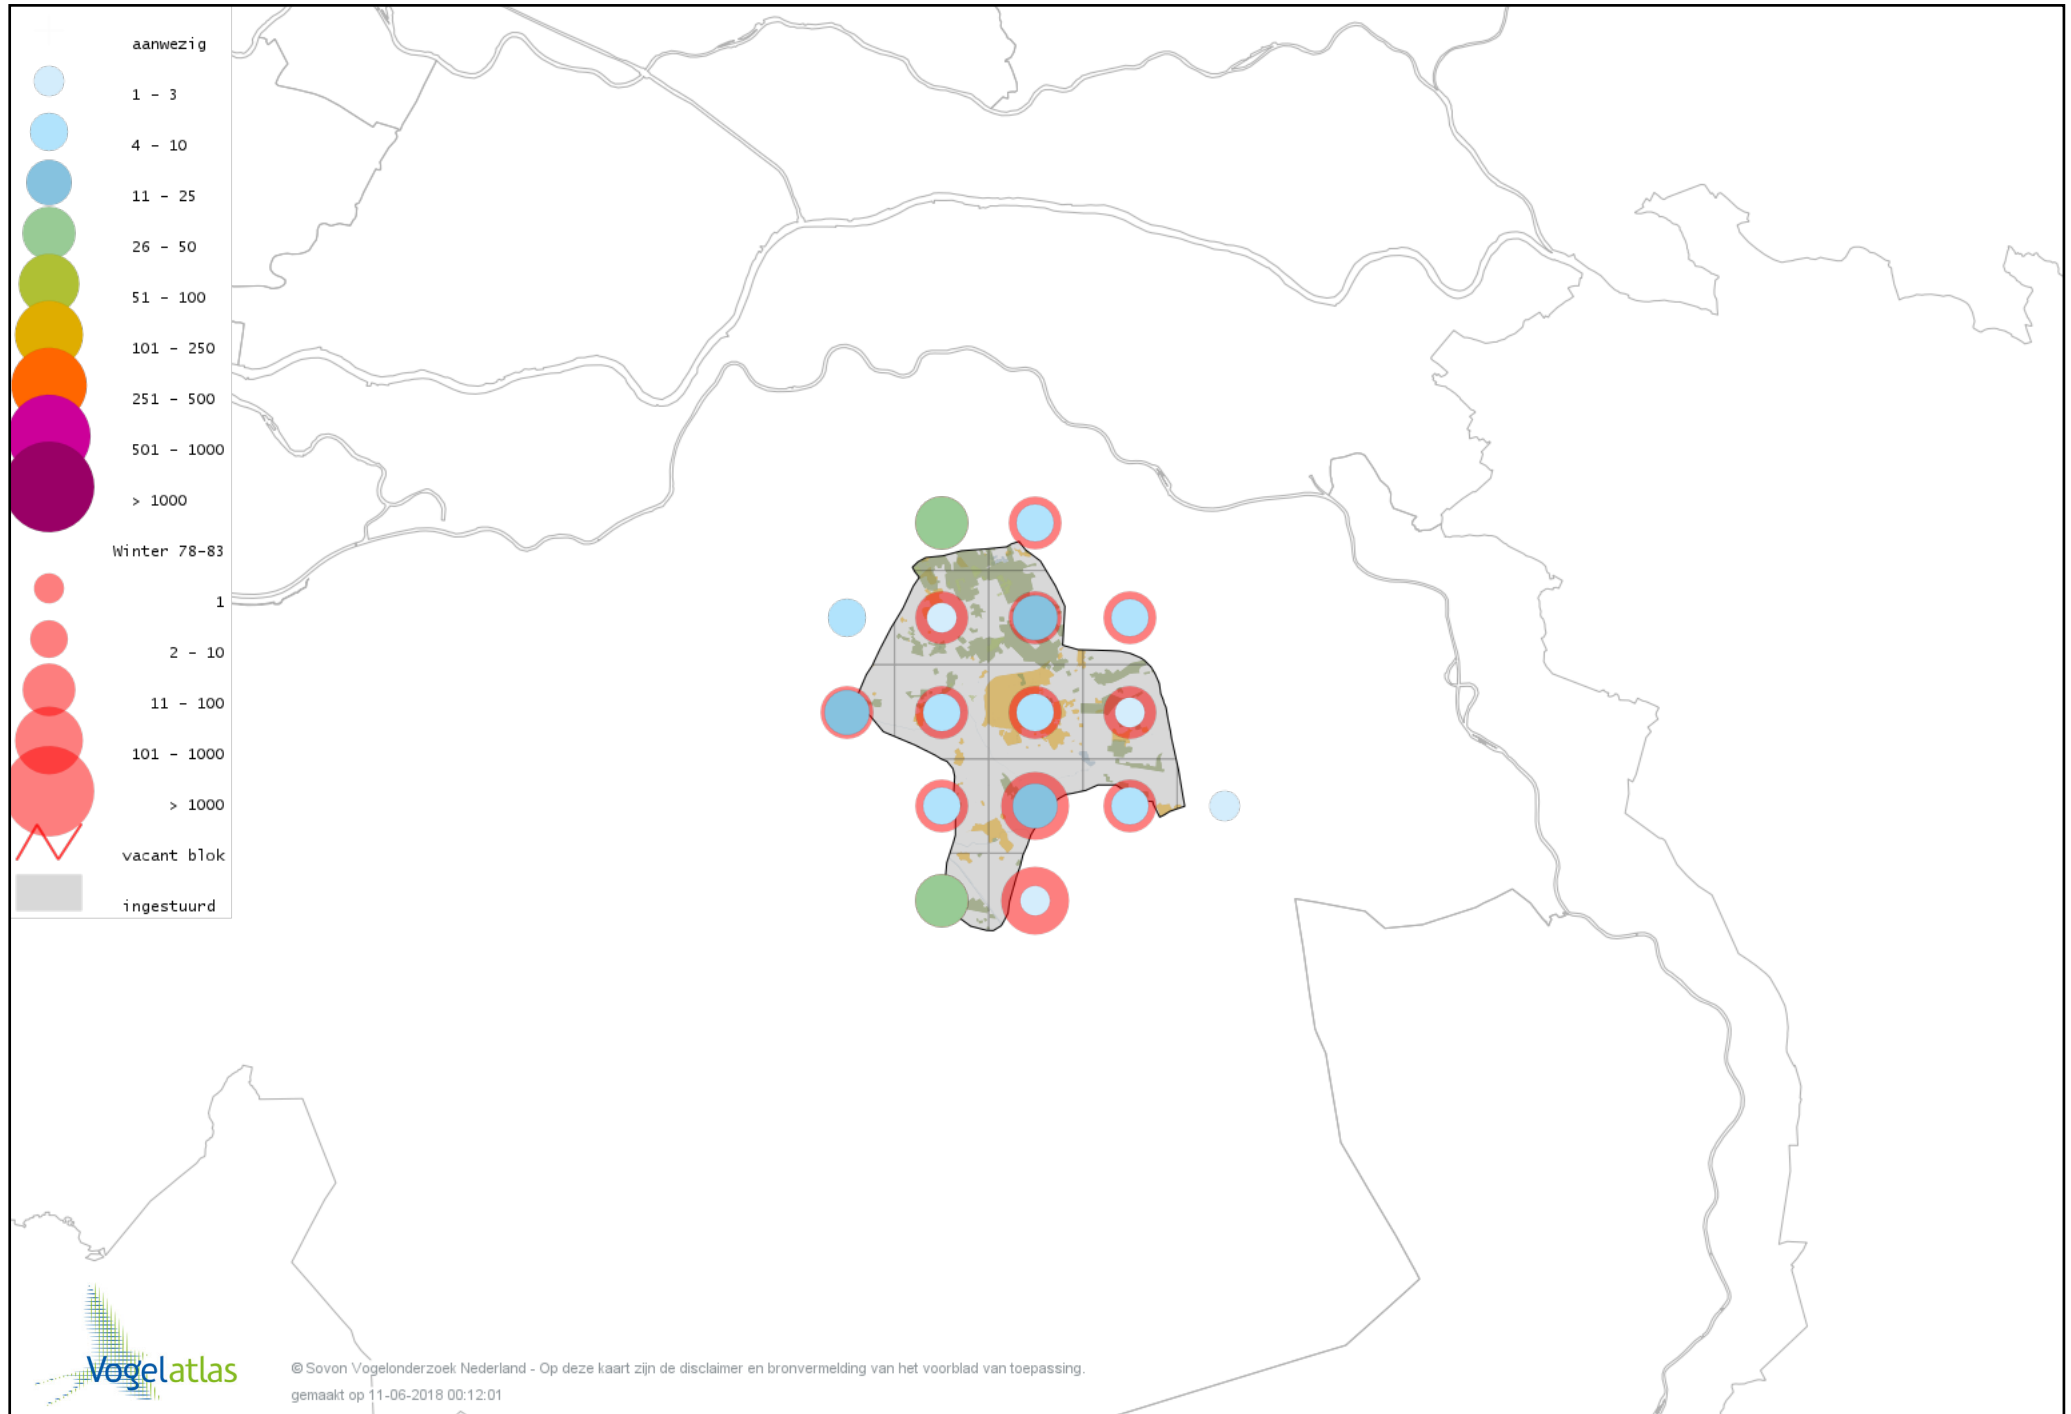 aanwezig
1 - 3
4 - 10
11 - 25
26 - 50
51 - 100
101 - 250
251 - 500
501 - 1000
> 1000
Winter 78-83
1
2 - 10
11 - 100
101 - 1000
> 1000
vacant blok
ingestuurd
Vogelatlas
© Sovon Vogelonderzoek Nederland - Op deze kaart zijn de disclaimer en bronvermelding van het voorblad van toepassing.
gemaakt op 11-06-2018 00:12:01